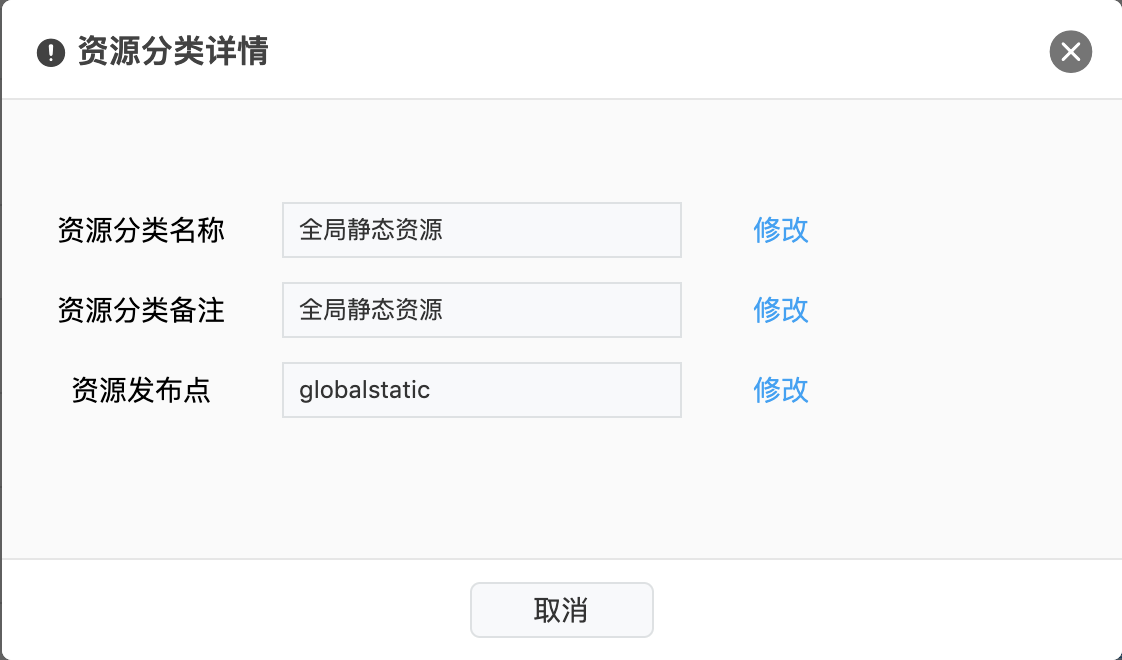 资源分类详情
资源分类名称 全局静态资源 修改
资源分类备注 全局静态资源 修改
资源发布点 globalstatic 修改
取消